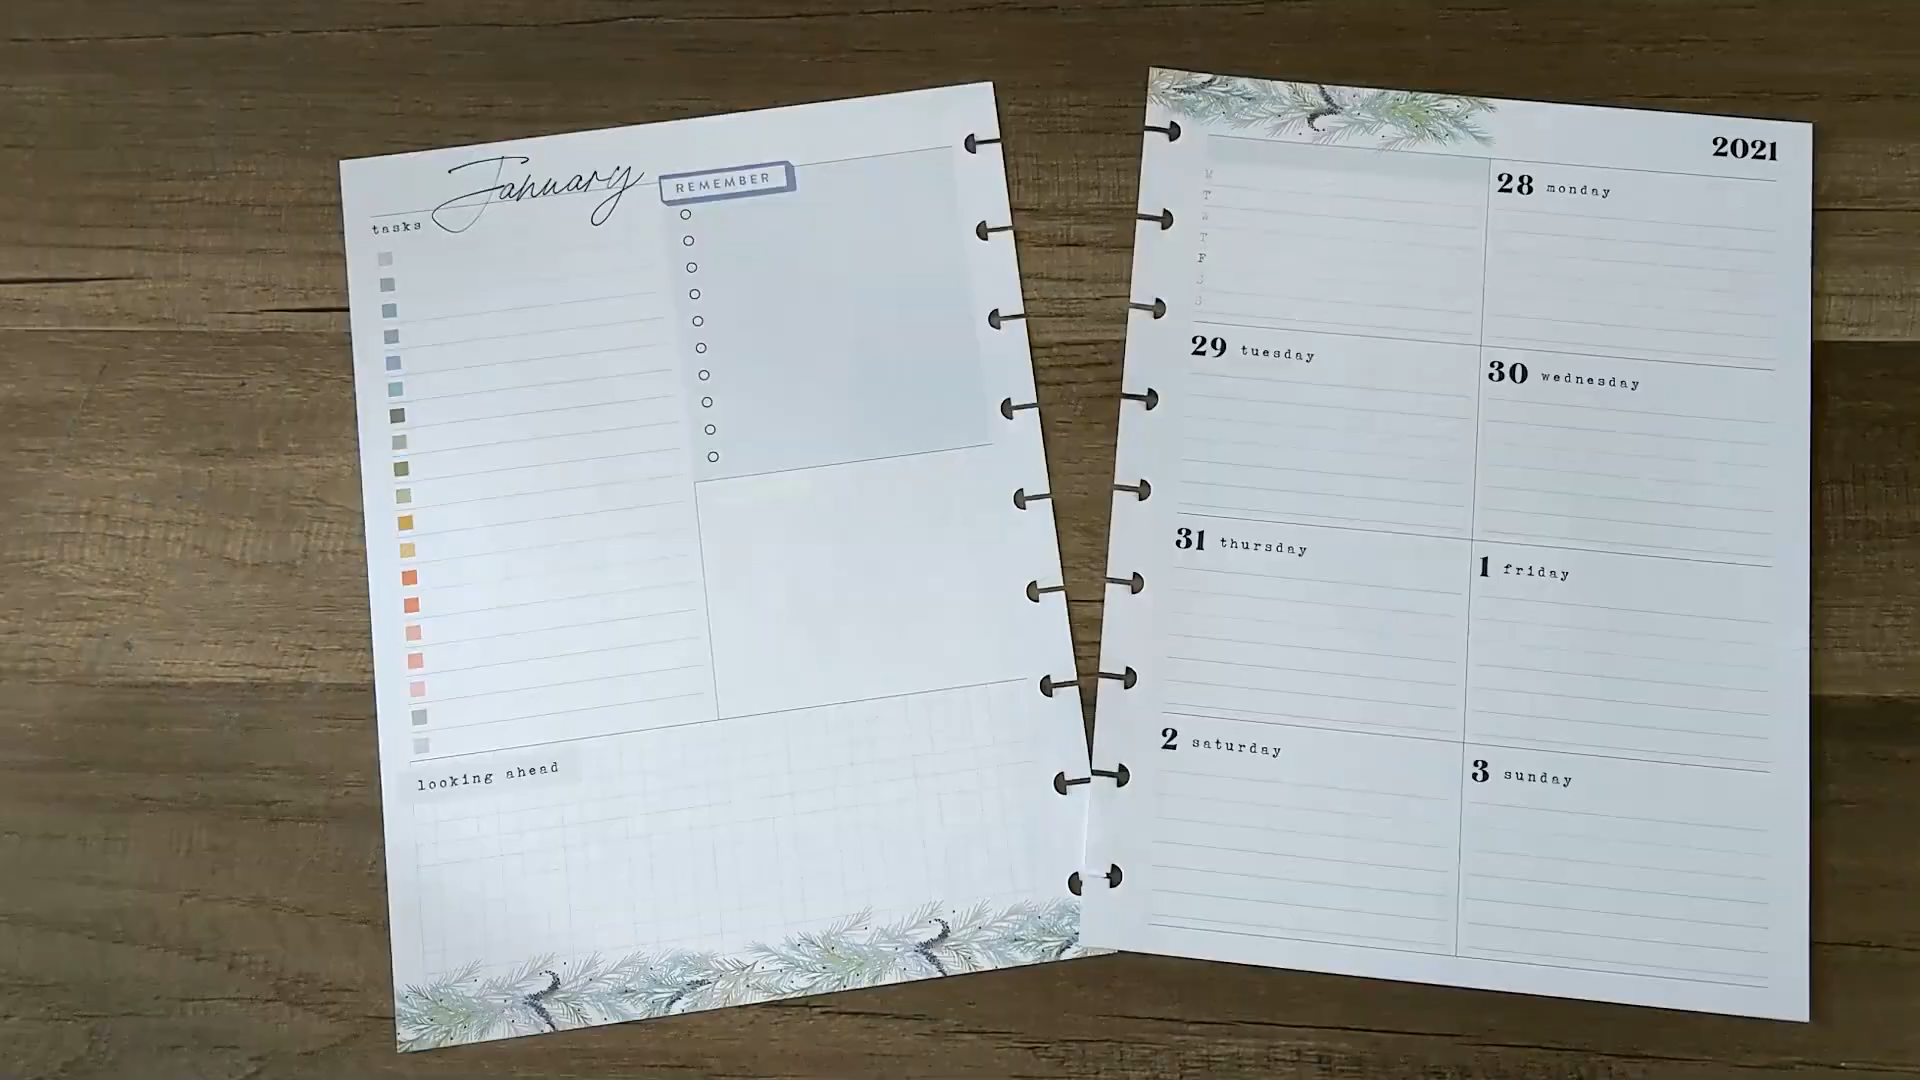 January
REMEMBER
tasks
looking ahead
2021
M
T
T
F
S
28 monday
29 tuesday
30 wednesday
31 thursday
1 friday
2 saturday
3 sunday